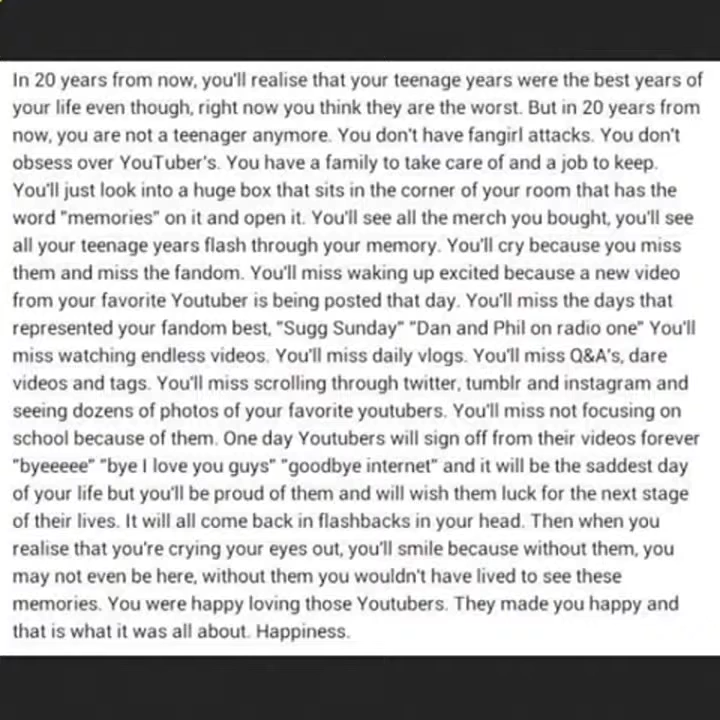 In 20 years from now, you'll realise that your teenage years were the best years of
your life even though, right now you think they are the worst. But in 20 years from
now, you are not a teenager anymore. You don't have fangirl attacks. You don't
obsess over YouTuber's. You have a family to take care of and a job to keep.
You'll just look into a huge box that sits in the corner of your room that has the
word "memories" on it and open it. You'll see all the merch you bought, you'll see
all your teenage years flash through your memory. You'll cry because you miss
them and miss the fandom. You'll miss waking up excited because a new video
from your favorite Youtuber is being posted that day. You'll miss the days that
represented your fandom best, "Sugg Sunday" "Dan and Phil on radio one" You'll
miss watching endless videos. You'll miss daily vlogs. You'll miss Q&A's, dare
videos and tags. You'll miss scrolling through twitter, tumblr and instagram and
seeing dozens of photos of your favorite youtubers. You'll miss not focusing on
school because of them. One day Youtubers will sign off from their videos forever
"byeeeee" "bye I love you guys" "goodbye internet" and it will be the saddest day
of your life but you'll be proud of them and will wish them luck for the next stage
of their lives. It will all come back in flashbacks in your head. Then when you
realise that you're crying your eyes out, you'll smile because without them, you
may not even be here, without them you wouldn't have lived to see these
memories. You were happy loving those Youtubers. They made you happy and
that is what it was all about. Happiness.